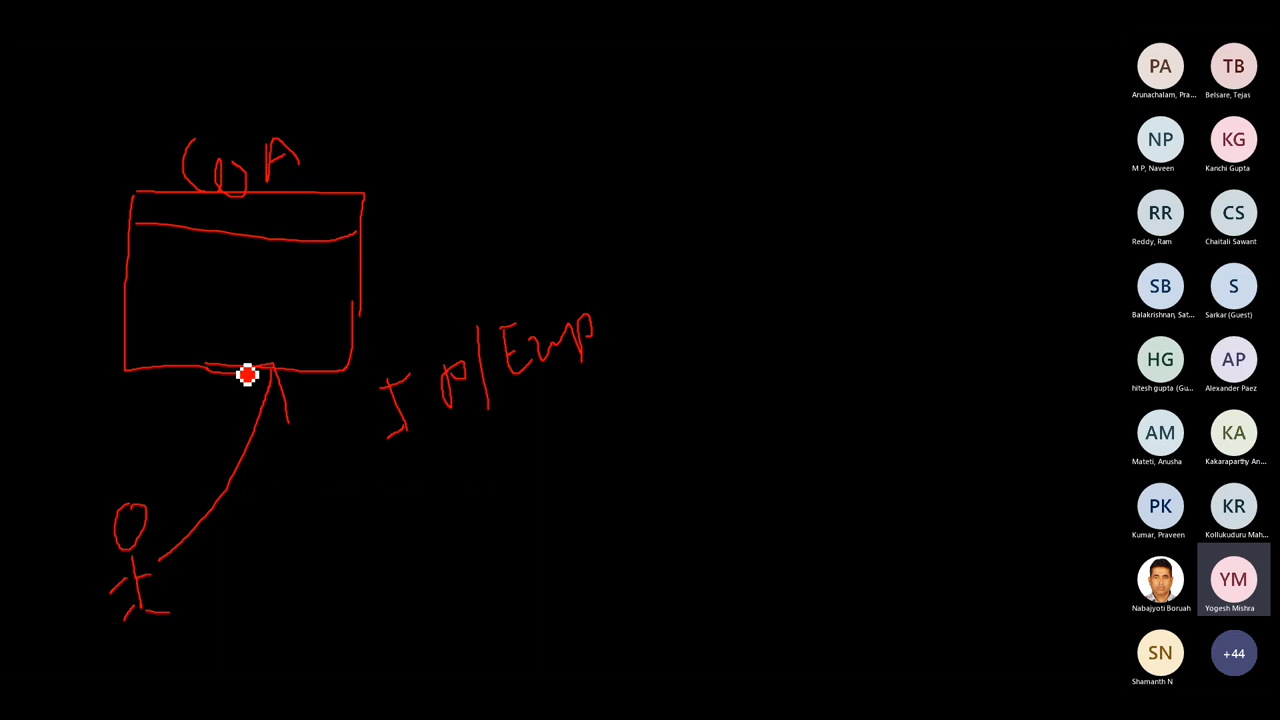 PA TB
Arunachalam, Pra... Belsare, Tejas
NP KG
M P, Naveen Kanchi Gupta
RR CS
Reddy, Ram Chaitali Sawant
SB S
Balakrishnan, Sat... Sarkar (Guest)
HG AP
hitesh gupta (Gu... Alexander Paez
AM KA
Mateti, Anusha Kakaraparthy An...
PK KR
Kumar, Praveen Kollukuduru Mah...
YM
Nabajyoti Boruah Yogesh Mishra
SN +44
Shamanth N